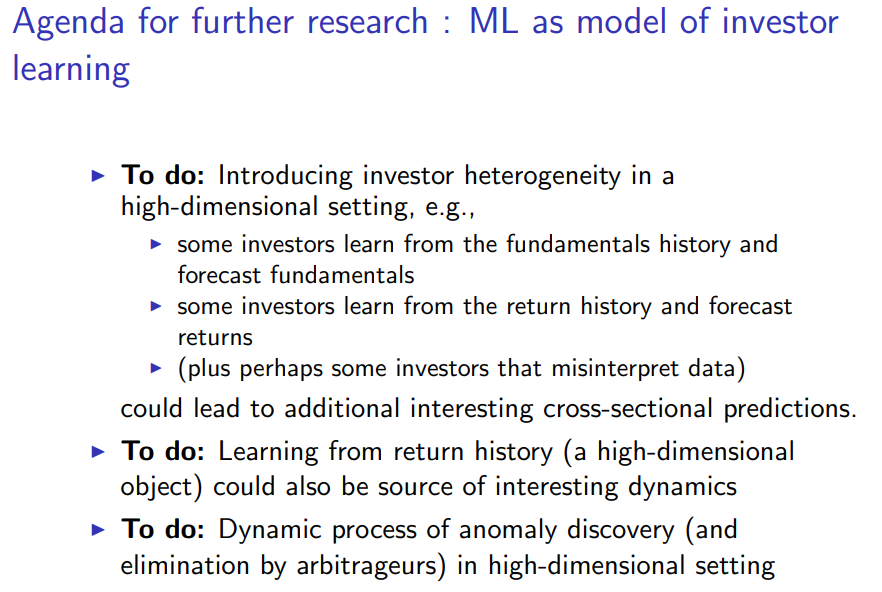 Agenda for further research : ML as model of investor
learning
▶ To do: Introducing investor heterogeneity in a
high-dimensional setting, e.g.,
▶ some investors learn from the fundamentals history and
forecast fundamentals
▶ some investors learn from the return history and forecast
returns
▶ (plus perhaps some investors that misinterpret data)
could lead to additional interesting cross-sectional predictions.
▶ To do: Learning from return history (a high-dimensional
object) could also be source of interesting dynamics
▶ To do: Dynamic process of anomaly discovery (and
elimination by arbitrageurs) in high-dimensional setting